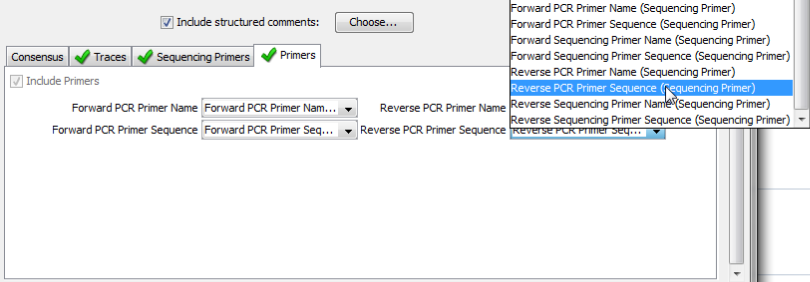 Include structured comments: Choose...
Forward PCR Primer Name (Sequencing Primer)
Forward PCR Primer Sequence (Sequencing Primer)
Forward Sequencing Primer Name (Sequencing Primer)
Forward Sequencing Primer Sequence (Sequencing Primer)
Reverse PCR Primer Name (Sequencing Primer)
Reverse PCR Primer Sequence (Sequencing Primer)
Reverse Sequencing Primer Name (Sequencing Primer)
Reverse Sequencing Primer Sequence (Sequencing Primer)
Consensus Traces Sequencing Primers Primers
Include Primers
Forward PCR Primer Name Forward PCR Primer Nam... Reverse PCR Primer Name
Forward PCR Primer Sequence Forward PCR Primer Seq... Reverse PCR Primer Sequence Reverse PCR Primer Seq...